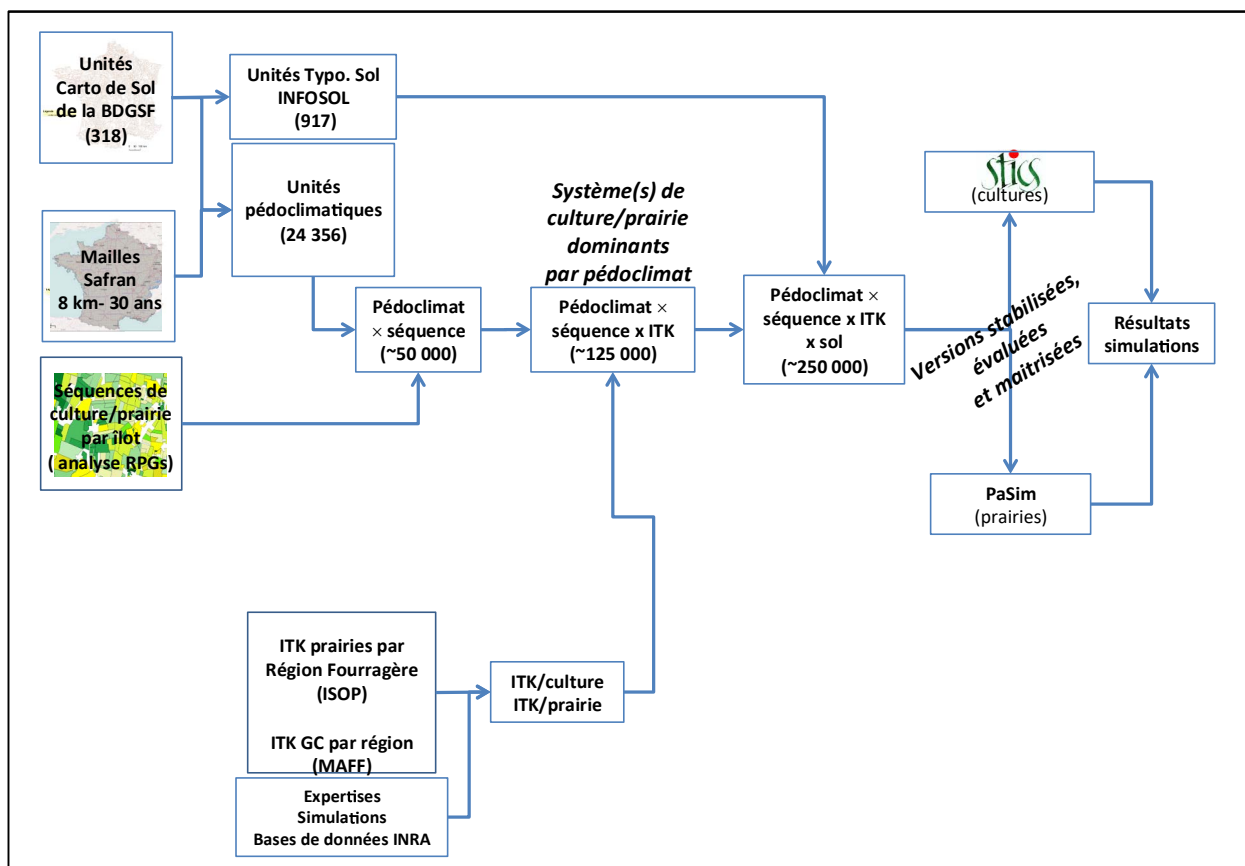 Unités
Carto de Sol
de la BDGSF
(318)
Unités Typo. Sol
INFOSOL
(917)
Unités
pédoclimatiques
(24 356)
Mailles
Safran
8 km- 30 ans
Séquences de
culture/prairie
par îlot
( analyse RPGs)
Pédoclimat
× séquence
(~50 000)
Système(s) de
culture/prairie
dominants
par pédoclimat
Pédoclimat ×
séquence x ITK
(~125 000)
Pédoclimat ×
séquence x ITK
x sol
(~250 000)
stics
(cultures)
Versions stabilisées,
évaluées
et maitrisées
Résultats
simulations
PaSim
(prairies)
ITK prairies par
Région Fourragère
(ISOP)
ITK GC par région
(MAFF)
ITK/culture
ITK/prairie
Expertises
Simulations
Bases de données INRA